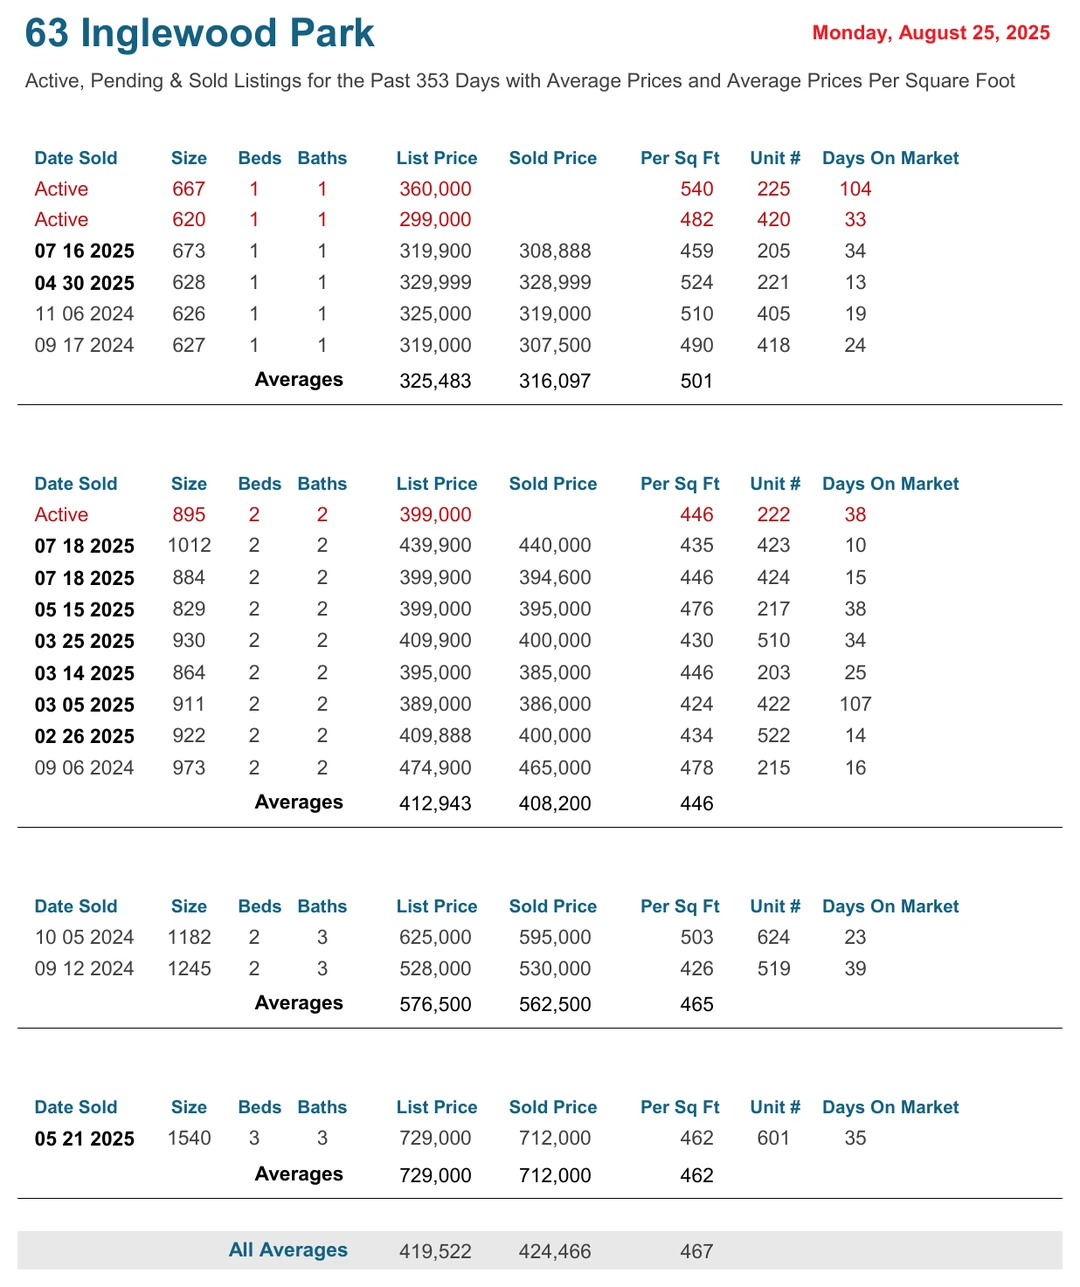 63 Inglewood Park
Monday, August 25, 2025
Active, Pending & Sold Listings for the Past 353 Days with Average Prices and Average Prices Per Square Foot
Date Sold Size Beds Baths List Price Sold Price Per Sq Ft Unit # Days On Market
Active 667 1 1 360,000 540 225 104
Active 620 1 1 299,000 482 420 33
07 16 2025 673 1 1 319,900 308,888 459 205 34
04 30 2025 628 1 1 329,999 328,999 524 221 13
11 06 2024 626 1 1 325,000 319,000 510 405 19
09 17 2024 627 1 1 319,000 307,500 490 418 24
Averages 325,483 316,097 501
Date Sold Size Beds Baths List Price Sold Price Per Sq Ft Unit # Days On Market
Active 895 2 2 399,000 446 222 38
07 18 2025 1012 2 2 439,900 440,000 435 423 10
07 18 2025 884 2 2 399,900 394,600 446 424 15
05 15 2025 829 2 2 399,000 395,000 476 217 38
03 25 2025 930 2 2 409,900 400,000 430 510 34
03 14 2025 864 2 2 395,000 385,000 446 203 25
03 05 2025 911 2 2 389,000 386,000 424 422 107
02 26 2025 922 2 2 409,888 400,000 434 522 14
09 06 2024 973 2 2 474,900 465,000 478 215 16
Averages 412,943 408,200 446
Date Sold Size Beds Baths List Price Sold Price Per Sq Ft Unit # Days On Market
10 05 2024 1182 2 3 625,000 595,000 503 624 23
09 12 2024 1245 2 3 528,000 530,000 426 519 39
Averages 576,500 562,500 465
Date Sold Size Beds Baths List Price Sold Price Per Sq Ft Unit # Days On Market
05 21 2025 1540 3 3 729,000 712,000 462 601 35
Averages 729,000 712,000 462
All Averages 419,522 424,466 467